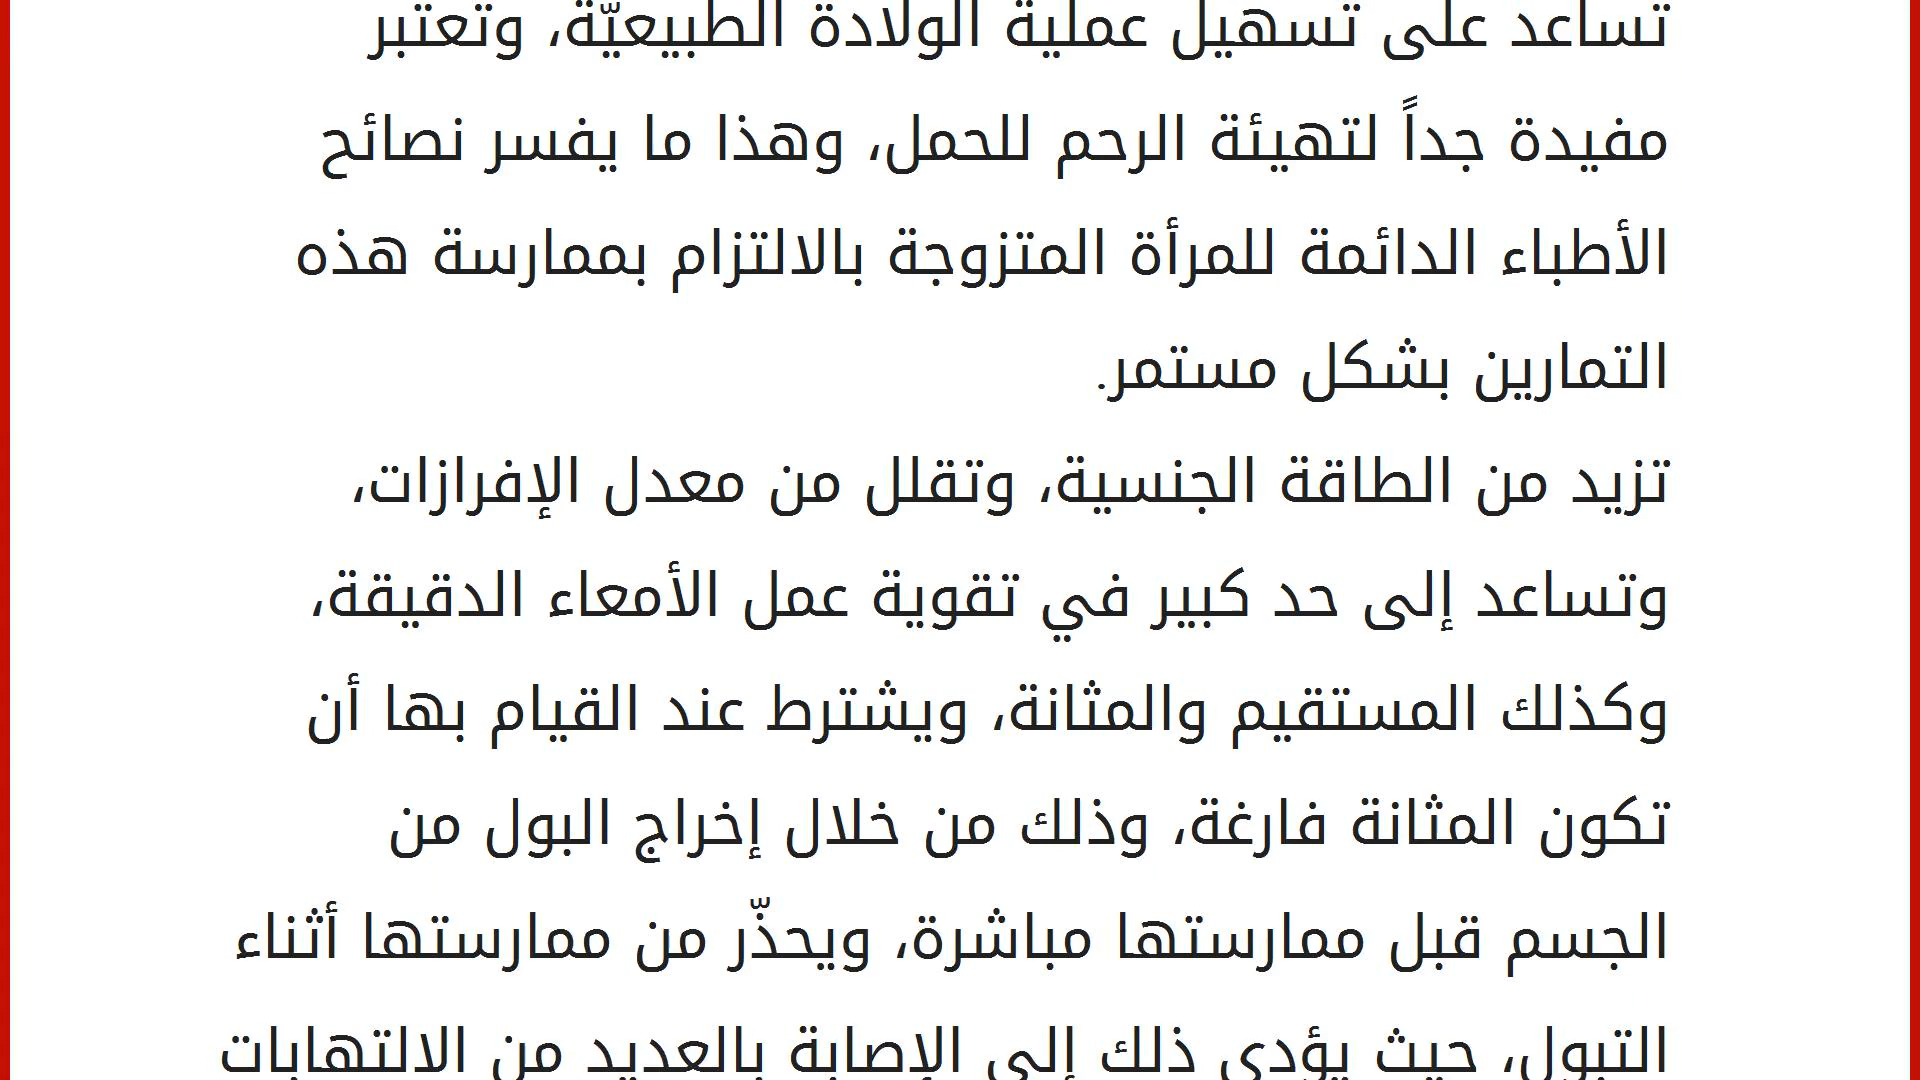 تساعد على تسهيل عملية الولادة الطبيعيّة، وتعتبر
مفيدة جداً لتهيئة الرحم للحمل، وهذا ما يفسر نصائح
الأطباء الدائمة للمرأة المتزوجة بالالتزام بممارسة هذه
التمارين بشكل مستمر.
تزيد من الطاقة الجنسية، وتقلل من معدل الإفرازات،
وتساعد إلى حد كبير في تقوية عمل الأمعاء الدقيقة،
وكذلك المستقيم والمثانة، ويشترط عند القيام بها أن
تكون المثانة فارغة، وذلك من خلال إخراج البول من
الجسم قبل ممارستها مباشرة، ويحذّر من ممارستها أثناء
التبول، حيث يؤدي ذلك إلى الإصابة بالعديد من الالتهابات